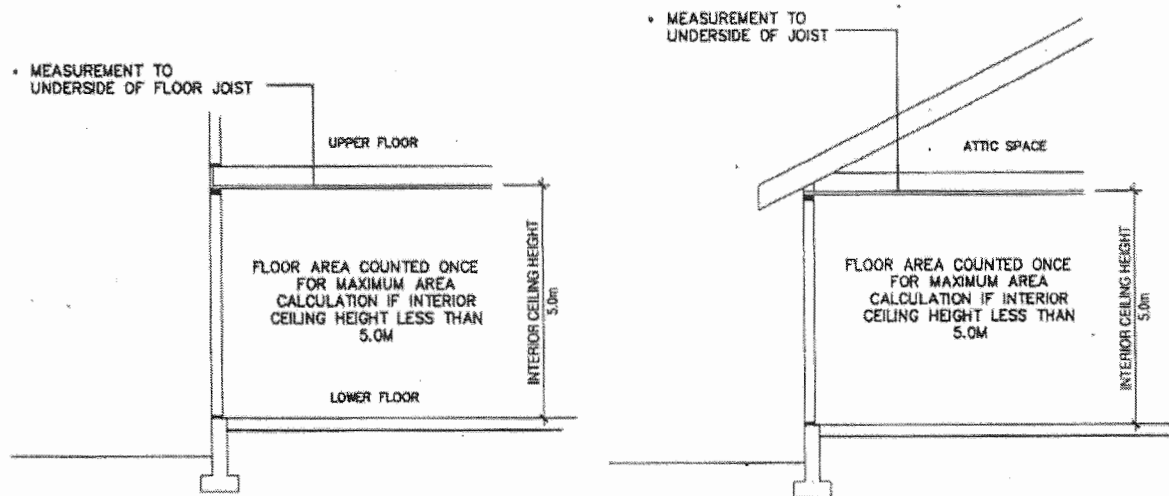 • MEASUREMENT TO
UNDERSIDE OF FLOOR JOIST
UPPER FLOOR
FLOOR AREA COUNTED ONCE
FOR MAXIMUM AREA
CALCULATION IF INTERIOR
CEILING HEIGHT LESS THAN
5.0M
INTERIOR CEILING HEIGHT
5.0m
LOWER FLOOR
• MEASUREMENT TO
UNDERSIDE OF JOIST
ATTIC SPACE
FLOOR AREA COUNTED ONCE
FOR MAXIMUM AREA
CALCULATION IF INTERIOR
CEILING HEIGHT LESS THAN
5.0M
INTERIOR CEILING HEIGHT
5.0m